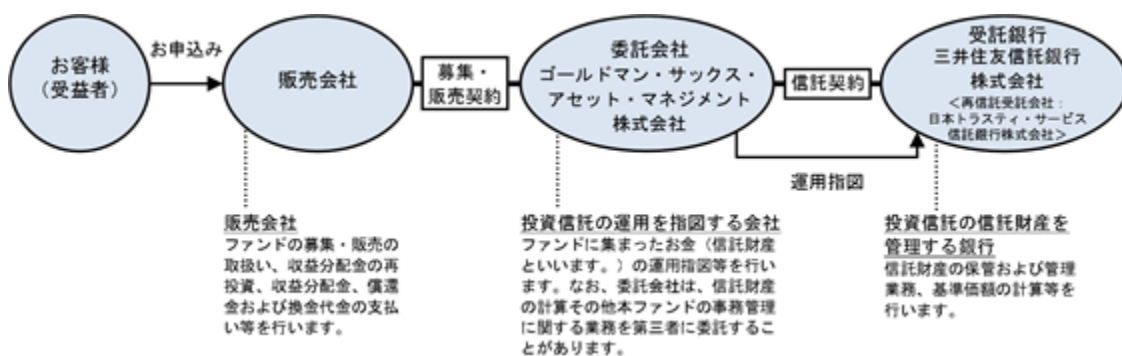 お客様
（受益者）
お申込み
販売会社
募集・
販売契約
委託会社
ゴールドマン・サックス・
アセット・マネジメント
株式会社
信託契約
受託銀行
三井住友信託銀行
株式会社
＜再信託受託会社：
日本トラスティ・サービス
信託銀行株式会社＞
運用指図
販売会社
ファンドの募集・販売の
取扱い、収益分配金の再
投資、収益分配金、償還
金および換金代金の支払
い等を行います。
投資信託の運用を指図する会社
ファンドに集まったお金（信託財産
といいます。）の運用指図等を行い
ます。なお、委託会社は、信託財産
の計算その他本ファンドの事務管理
に関する業務を第三者に委託するこ
とがあります。
投資信託の信託財産を
管理する銀行
信託財産の保管および管理
業務、基準価額の計算等を
行います。